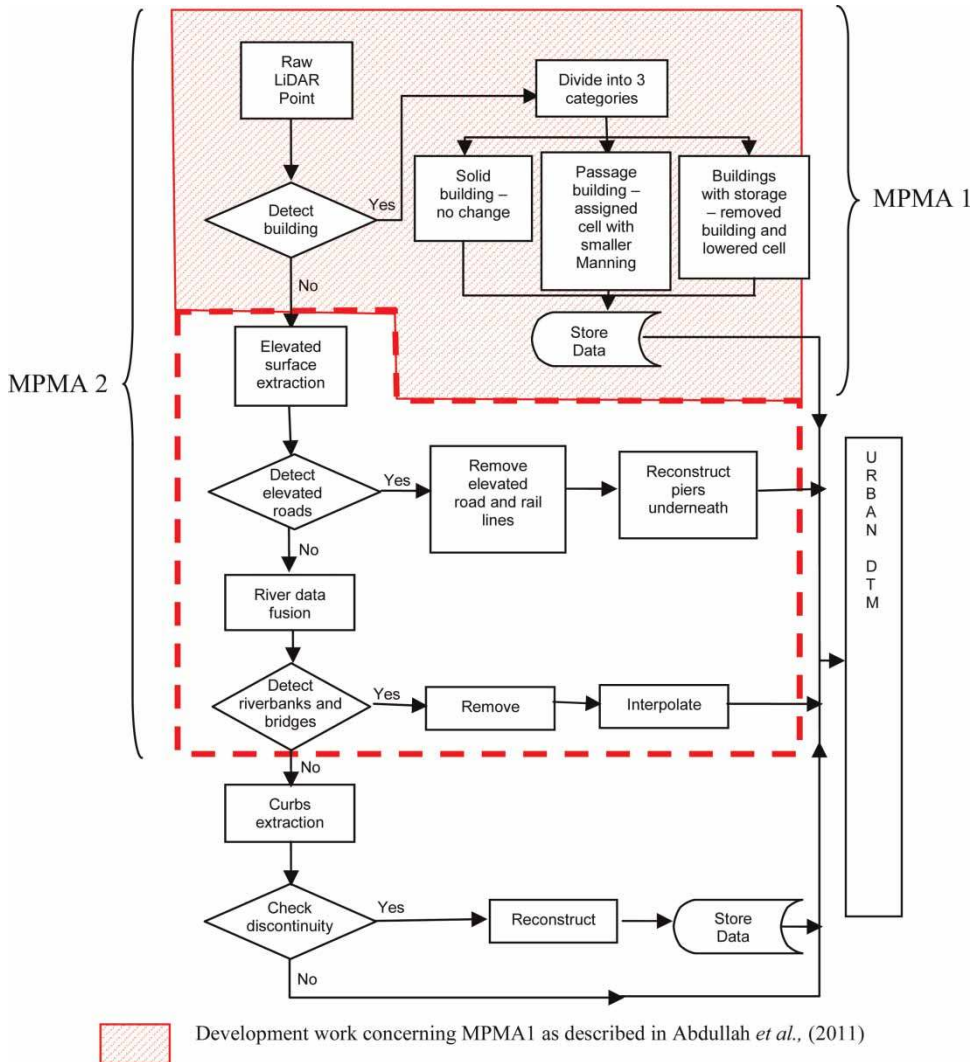 Raw
LiDAR
Point
Divide into 3
categories
Solid
building –
no change
Passage
building –
assigned
cell with
smaller
Manning
Buildings
with storage
– removed
building and
lowered cell
MPMA 1
Detect
building
Yes
No
Store
Data
MPMA 2
Elevated
surface
extraction
Detect
elevated
roads
Yes
Remove
elevated
road and rail
lines
Reconstruct
piers
underneath
No
River data
fusion
Detect
riverbanks and
bridges
Yes
Remove
Interpolate
No
Curbs
extraction
Check
discontinuity
Yes
Reconstruct
Store
Data
No
U
R
B
A
N
D
T
M
Development work concerning MPMA1 as described in Abdullah et al., (2011)